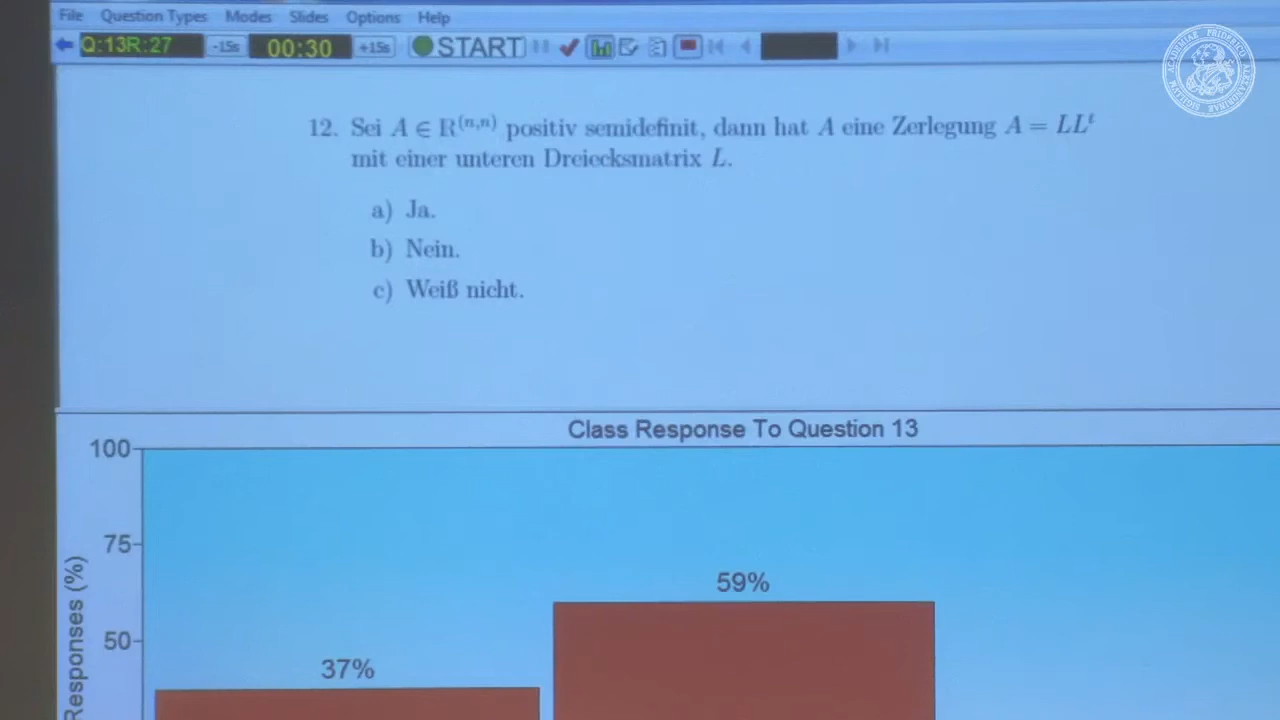 File Question Types Modes Slides Options Help
Q:13R:27 -15s 00:30 +15s START
12. Sei A ∈ ℝ⁽ⁿ,ⁿ⁾ positiv semidefinit, dann hat A eine Zerlegung A = LLᵗ
mit einer unteren Dreiecksmatrix L.
a) Ja.
b) Nein.
c) Weiß nicht.
Class Response To Question 13
100
75
50
Responses (%)
37%
59%